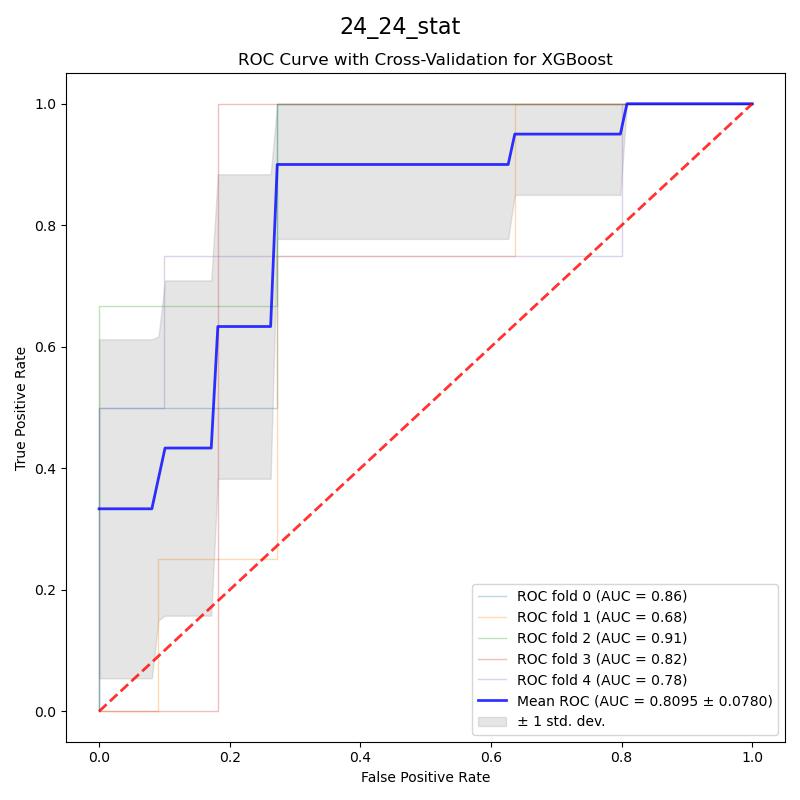 24_24_stat
ROC Curve with Cross-Validation for XGBoost
True Positive Rate
1.0
0.8
0.6
0.4
0.2
0.0
0.0 0.2 0.4 0.6 0.8 1.0
False Positive Rate
ROC fold 0 (AUC = 0.86)
ROC fold 1 (AUC = 0.68)
ROC fold 2 (AUC = 0.91)
ROC fold 3 (AUC = 0.82)
ROC fold 4 (AUC = 0.78)
Mean ROC (AUC = 0.8095 ± 0.0780)
± 1 std. dev.